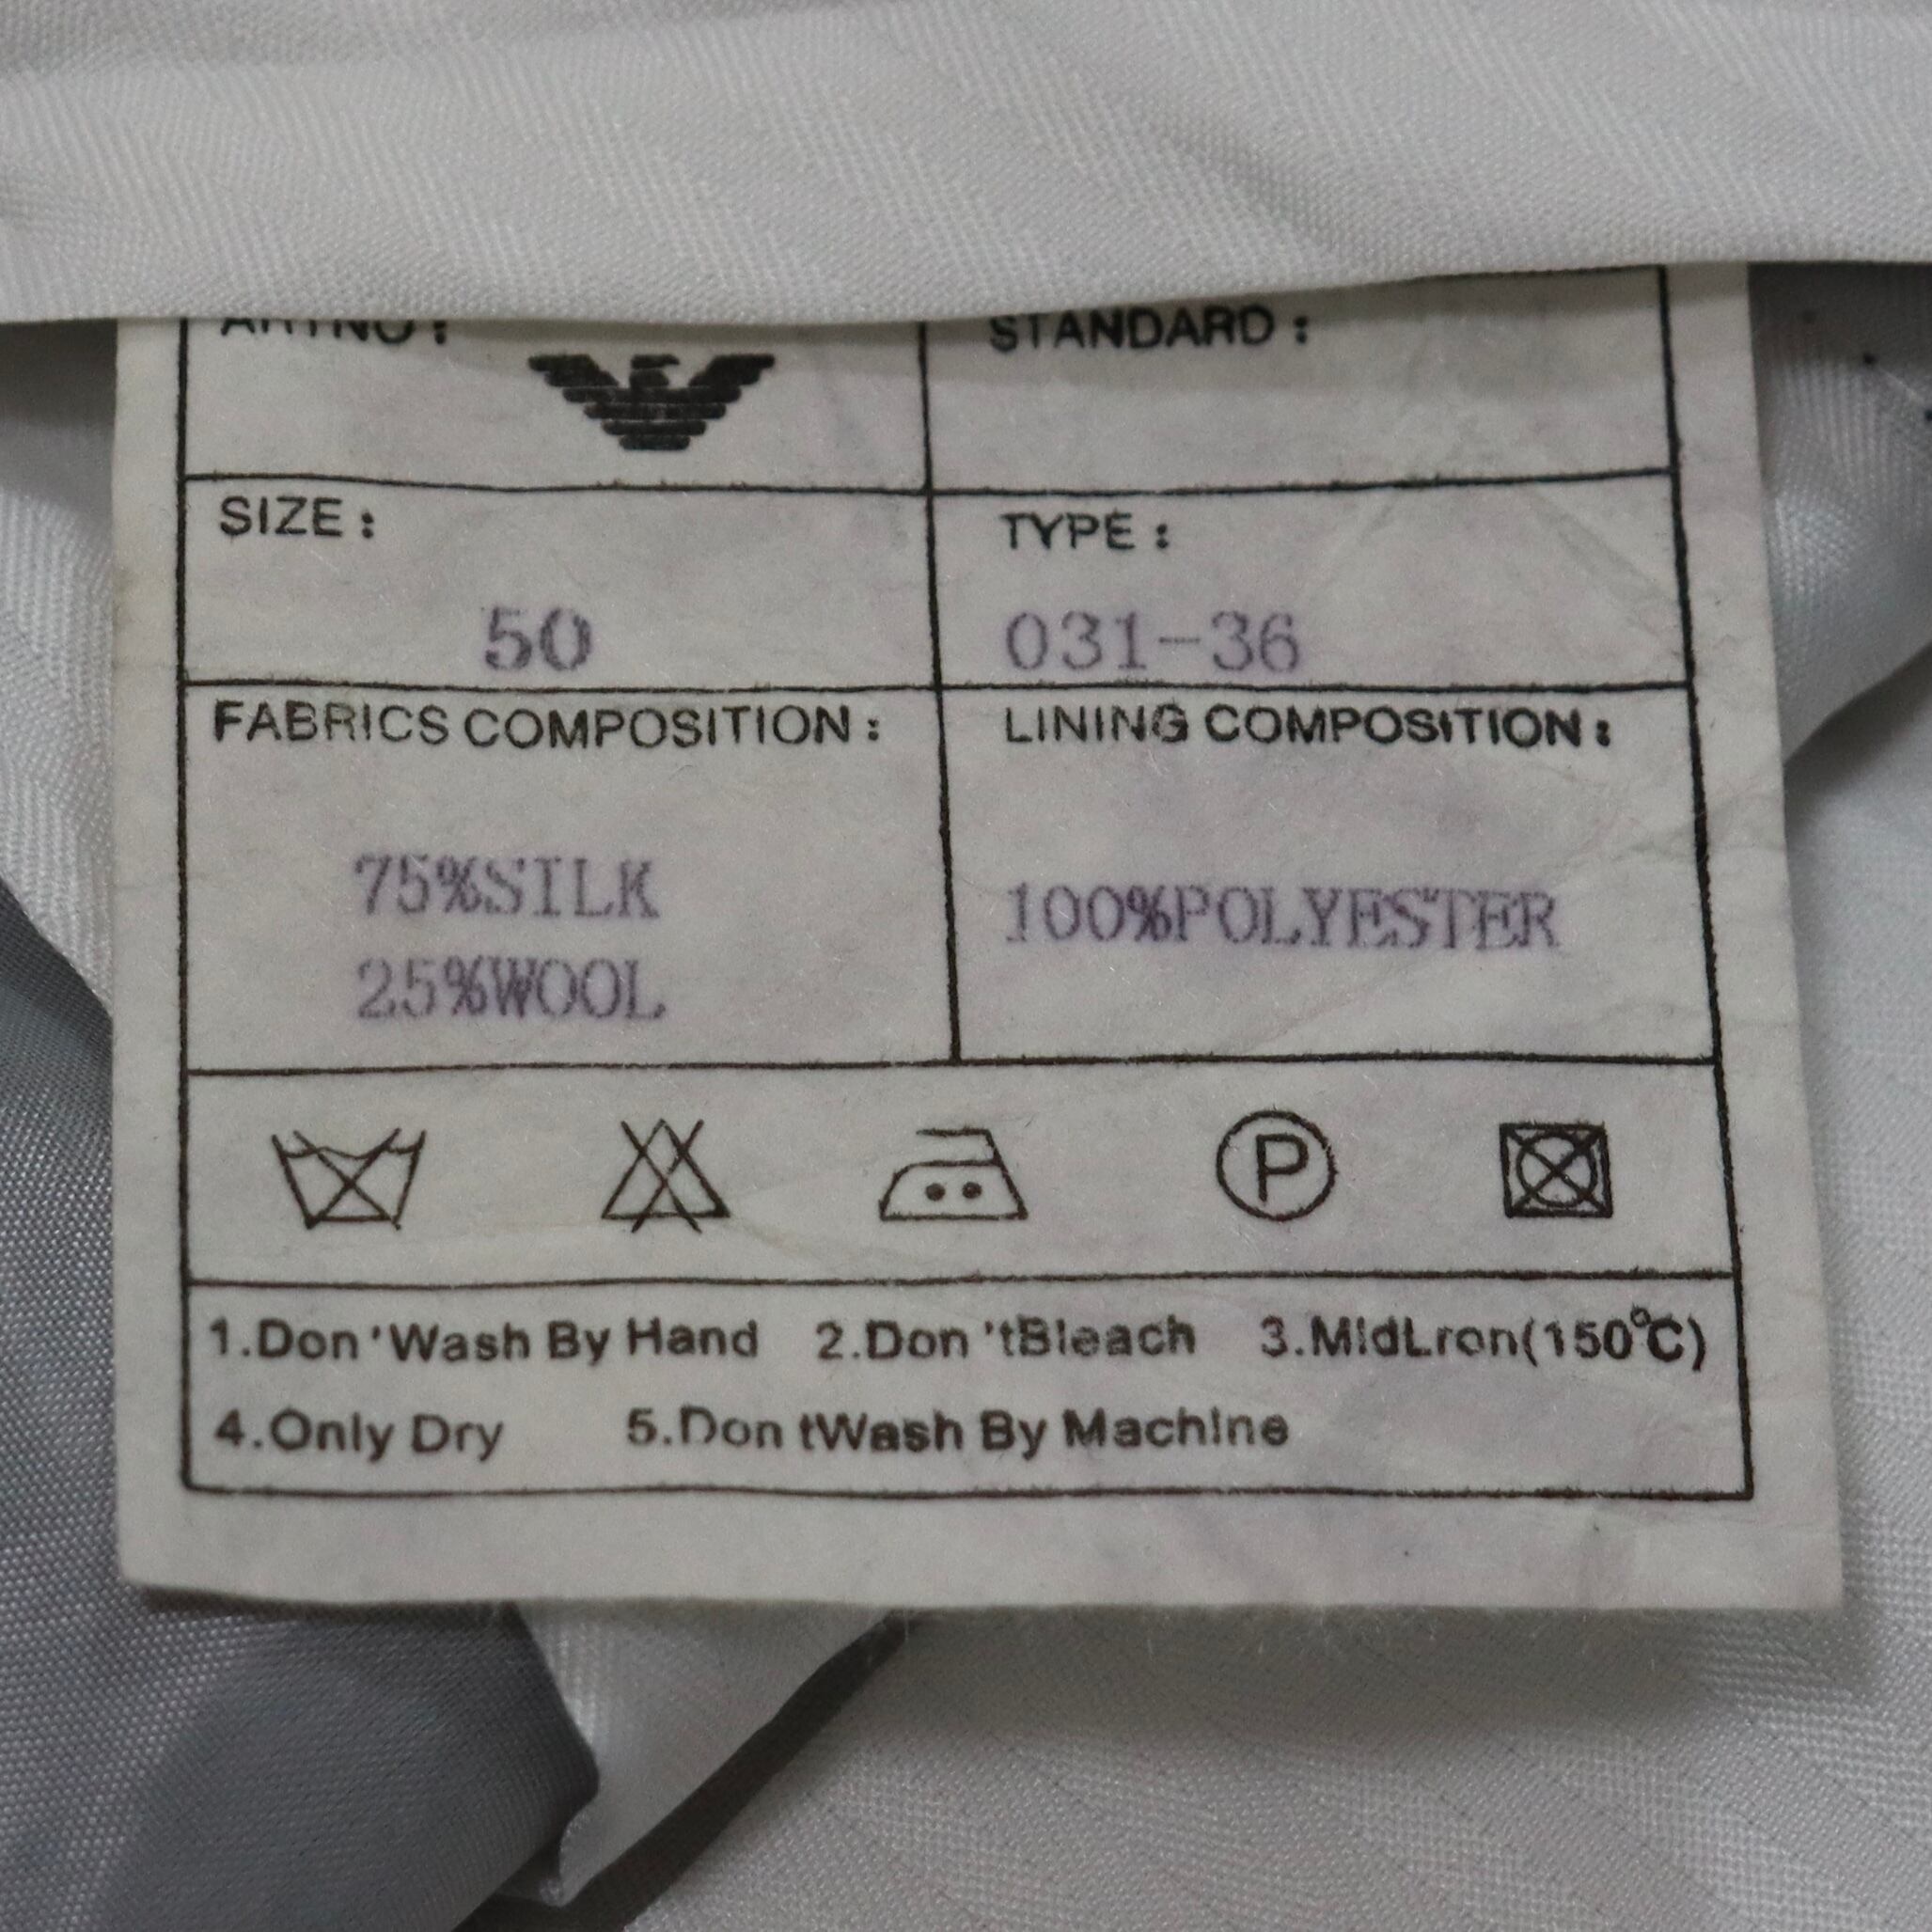 ARTNO : STANDARD :
SIZE : TYPE :
50 031-36
FABRICS COMPOSITION : LINING COMPOSITION :
75%SILK
100%POLYESTER
25%WOOL
P
1.Don 'Wash By Hand 2.Don 'tBleach 3.MidLron(150°C)
4.Only Dry 5.Don tWash By Machine